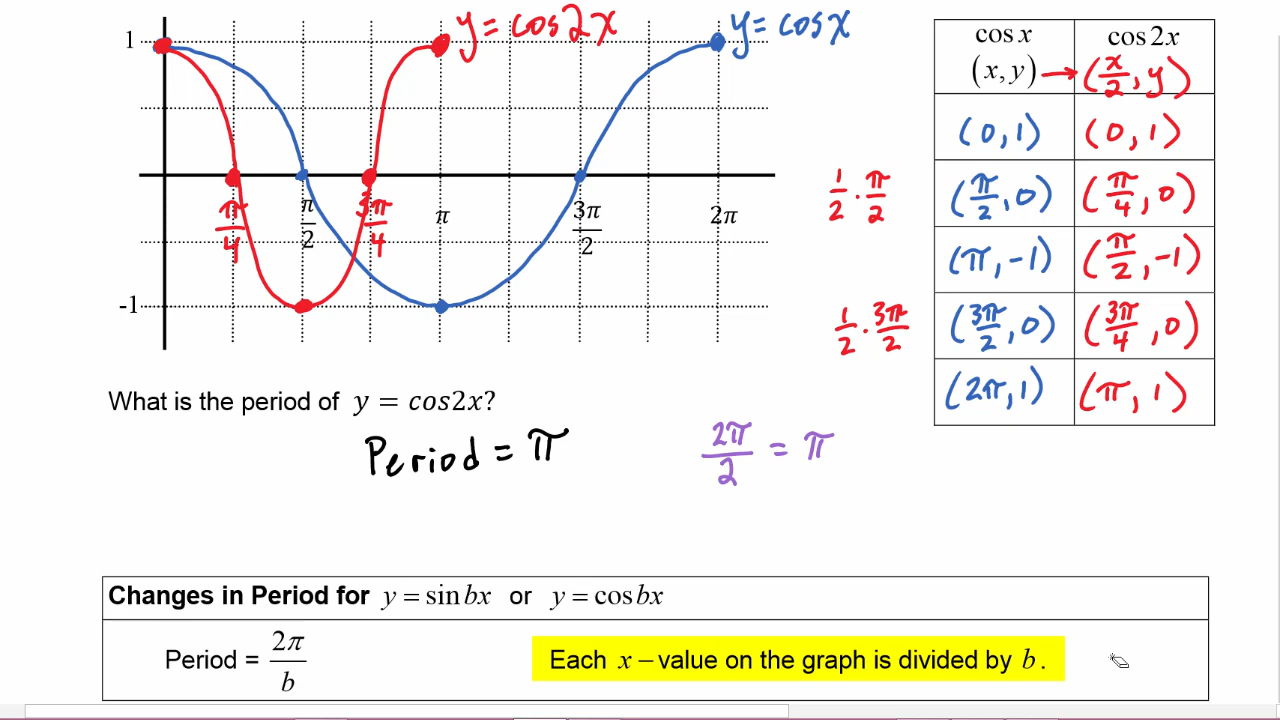 1
y = cos2x
y = cosx
π/4
π/2
3π/4
π
3π/2
2π
-1
cos x
cos 2x
(x, y) → (x/2, y)
(0, 1)
(0, 1)
1/2 · π/2
(π/2, 0)
(π/4, 0)
(π, -1)
(π/2, -1)
1/2 · 3π/2
(3π/2, 0)
(3π/4, 0)
(2π, 1)
(π, 1)
What is the period of y = cos2x?
Period = π
2π/2 = π
Changes in Period for y = sin bx or y = cos bx
Period = 2π/b
Each x – value on the graph is divided by b.